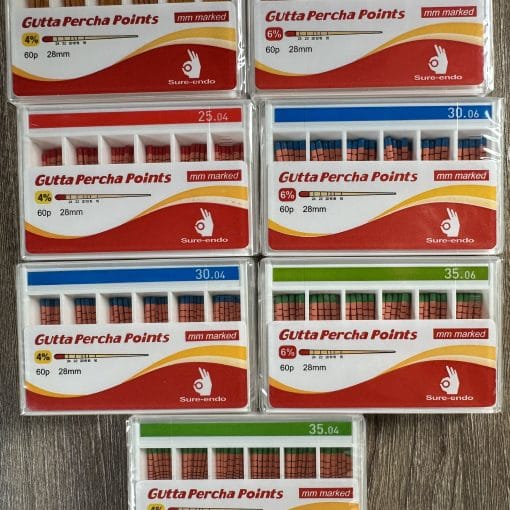 Gutta Percha Points
mm marked
4%
60p 28mm
Sure-endo
Gutta Percha Points
mm marked
6%
60p 28mm
Sure-endo
25.04
Gutta Percha Points
mm marked
4%
60p 28mm
Sure-endo
30.06
Gutta Percha Points
mm marked
6%
60p 28mm
Sure-endo
30.04
Gutta Percha Points
mm marked
4%
60p 28mm
Sure-endo
35.06
Gutta Percha Points
mm marked
6%
60p 28mm
Sure-endo
35.04
Gutta Percha Points
mm marked
4%